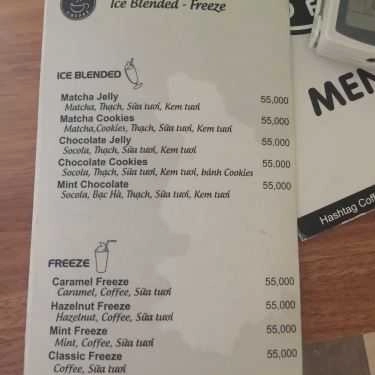 Ice Blended - Freeze
ICE BLENDED
Matcha Jelly 55,000
Matcha, Thạch, Sữa tươi, Kem tươi
Matcha Cookies 55,000
Matcha,Cookies, Thạch, Sữa tươi, Kem tươi
Chocolate Jelly 55,000
Socola, Thạch, Sữa tươi, Kem tươi
Chocolate Cookies 55,000
Socola, Thạch, Sữa tươi, Kem tươi, bánh Cookies
Mint Chocolate 55,000
Socola, Bạc Hà, Thạch, Sữa tươi, Kem tươi
FREEZE
Caramel Freeze 55,000
Caramel, Coffee, Sữa tươi
Hazelnut Freeze 55,000
Hazelnut, Coffee, Sữa tươi
Mint Freeze 55,000
Mint, Coffee, Sữa tươi
Classic Freeze 55,000
Coffee, Sữa tươi
MEN
Hashtag Coff